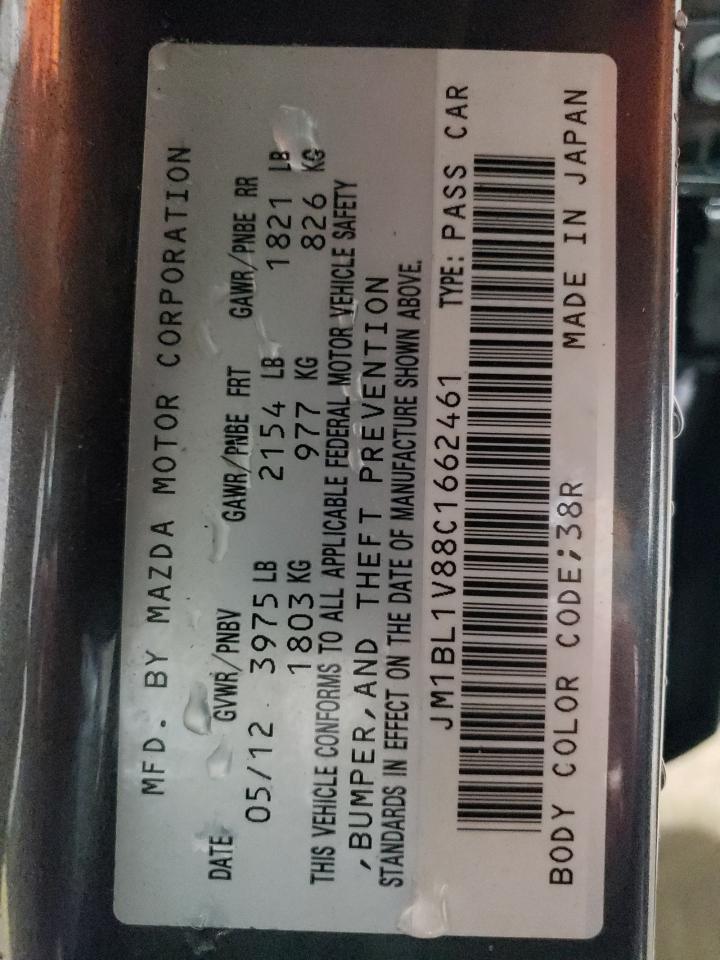 MFD. BY MAZDA MOTOR CORPORATION
DATE GVWR/PNBV GAWR/PNBE FRT GAWR/PNBE RR
05/12 3975 LB 2154 LB 1821 LB
1803 KG 977 KG 826 KG
THIS VEHICLE CONFORMS TO ALL APPLICABLE FEDERAL MOTOR VEHICLE SAFETY
,BUMPER,AND THEFT PREVENTION
STANDARDS IN EFFECT ON THE DATE OF MANUFACTURE SHOWN ABOVE.
JM1BL1V88C1662461 TYPE: PASS CAR
BODY COLOR CODE;38R MADE IN JAPAN